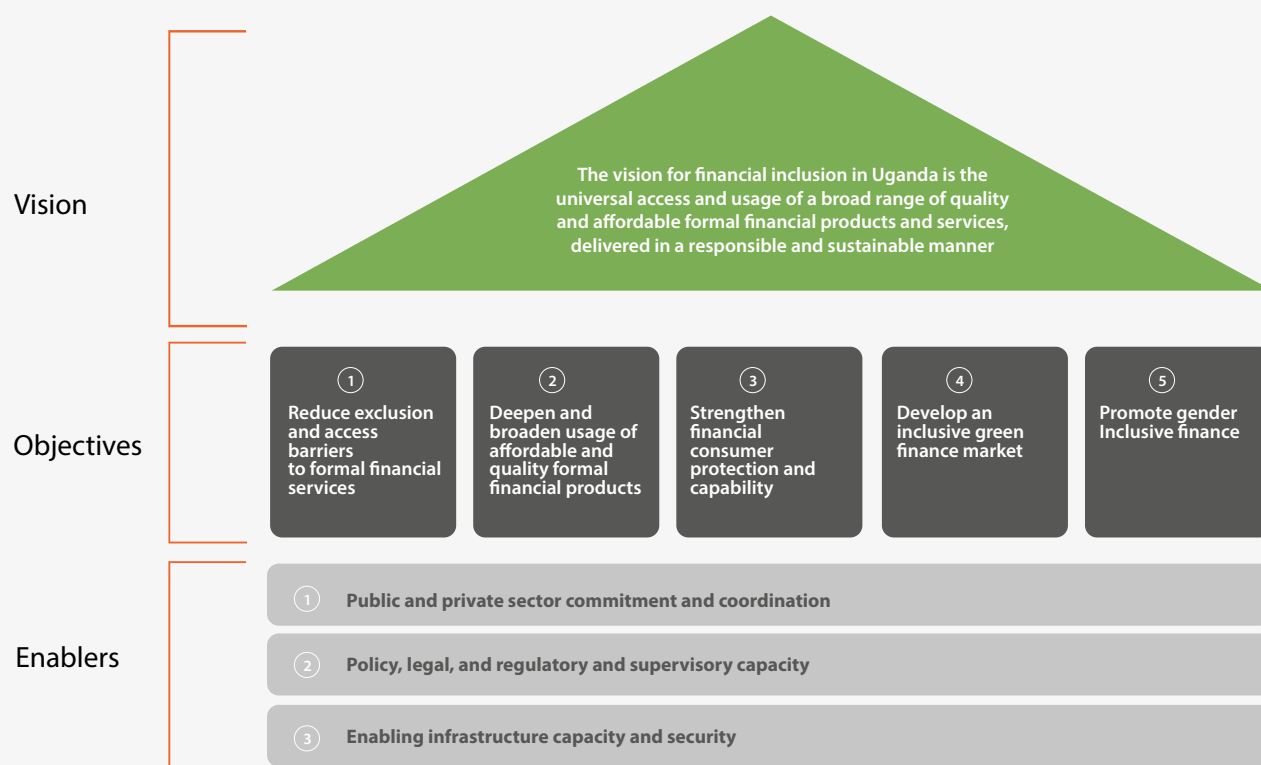 Vision
The vision for financial inclusion in Uganda is the
universal access and usage of a broad range of quality
and affordable formal financial products and services,
delivered in a responsible and sustainable manner
Objectives
1
Reduce exclusion
and access
barriers
to formal financial
services
2
Deepen and
broaden usage of
affordable and
quality formal
financial products
3
Strengthen
financial
consumer
protection and
capability
4
Develop an
inclusive green
finance market
5
Promote gender
Inclusive finance
Enablers
1 Public and private sector commitment and coordination
2 Policy, legal, and regulatory and supervisory capacity
3 Enabling infrastructure capacity and security